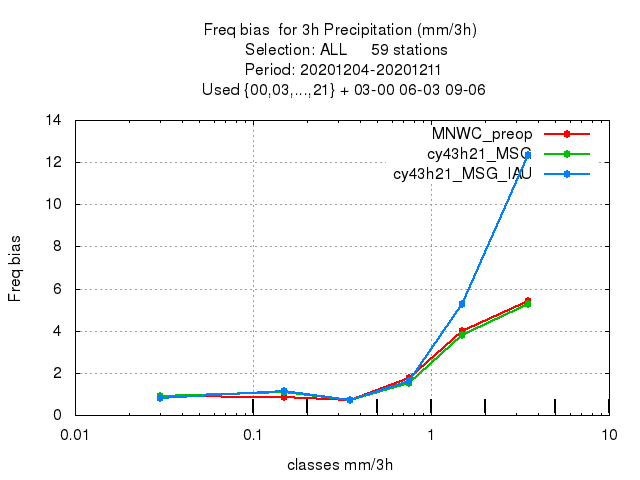 Freq bias  for 3h Precipitation (mm/3h)
Selection: ALL     59 stations
Period: 20201204-20201211
Used {00,03,...,21} + 03-00 06-03 09-06
14
12
10
8
6
4
2
0
Freq bias
MNWC_preop
cy43h21_MSG
cy43h21_MSG_IAU
0.01
0.1
1
10
classes mm/3h